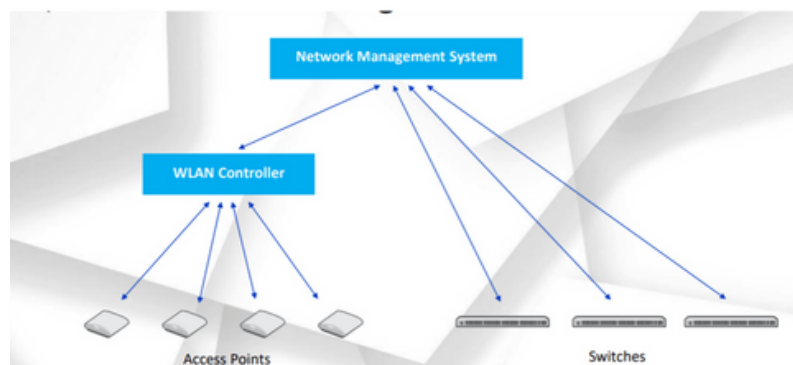 Network Management System
WLAN Controller
Access Points
Switches